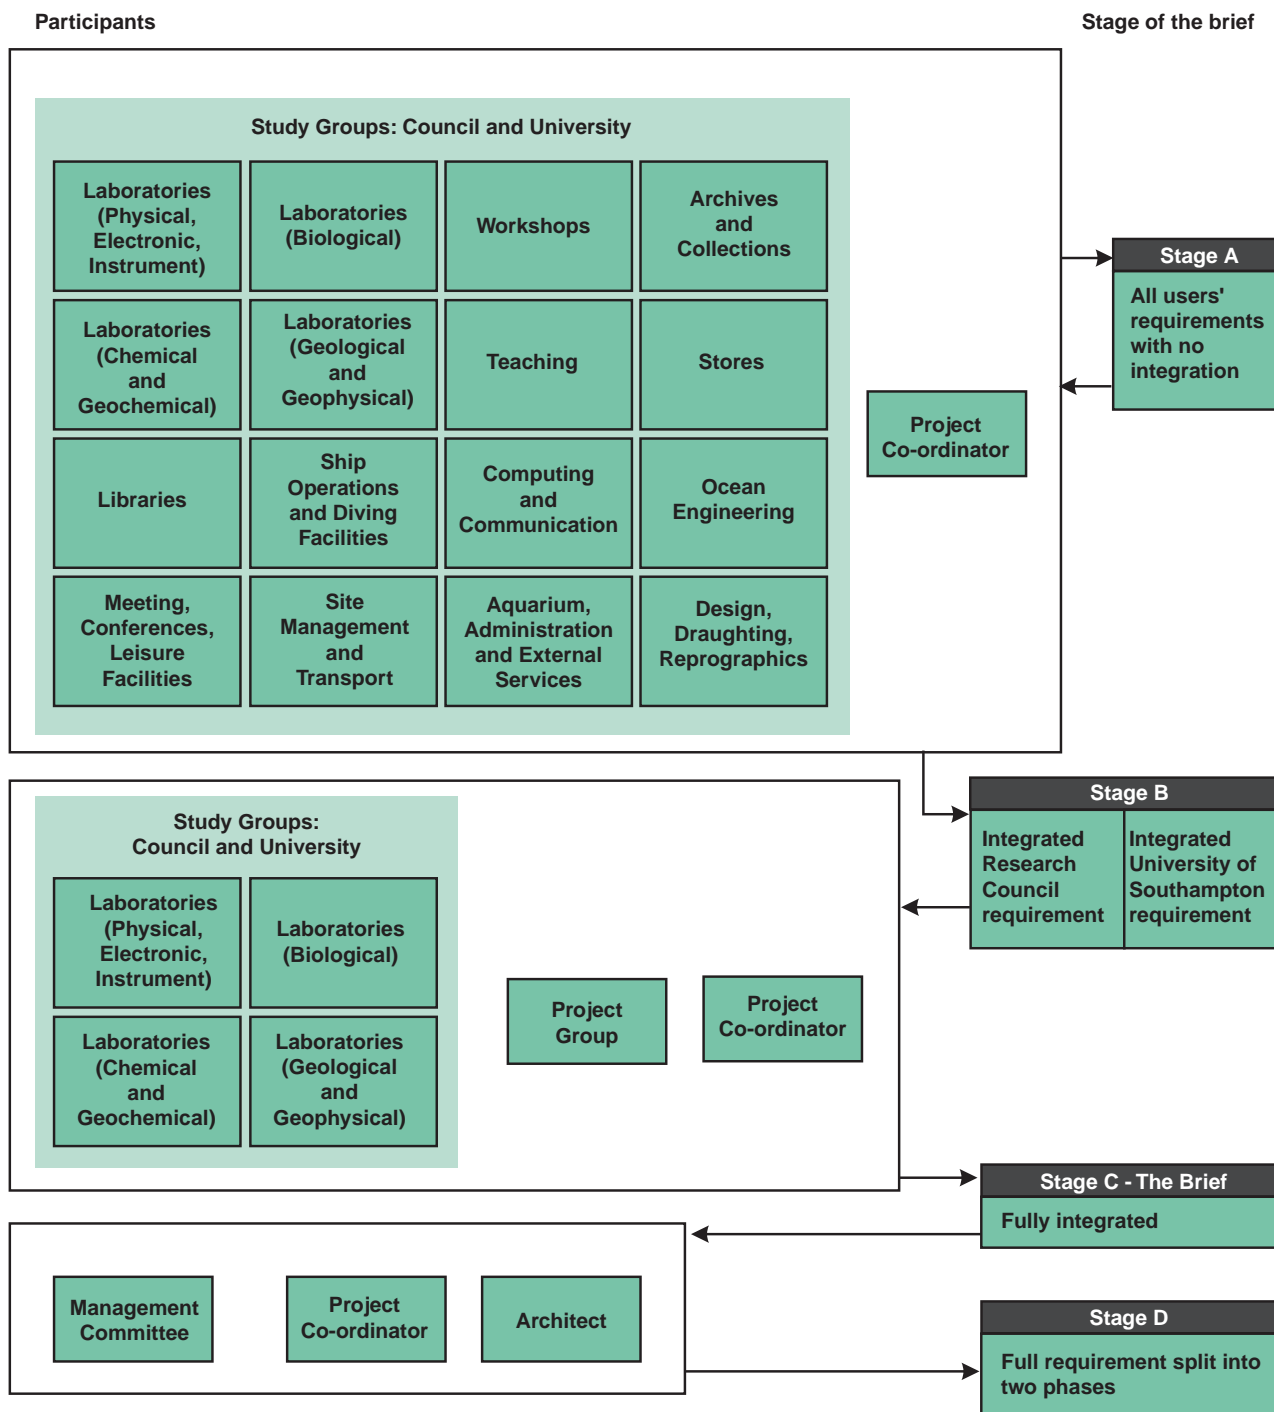 Participants
Stage of the brief
Study Groups: Council and University
Laboratories
(Physical,
Electronic,
Instrument)
Laboratories
(Biological)
Workshops
Archives
and
Collections
Laboratories
(Chemical
and
Geochemical)
Laboratories
(Geological
and
Geophysical)
Teaching
Stores
Libraries
Ship
Operations
and Diving
Facilities
Computing
and
Communication
Ocean
Engineering
Meeting,
Conferences,
Leisure
Facilities
Site
Management
and
Transport
Aquarium,
Administration
and External
Services
Design,
Draughting,
Reprographics
Project
Co-ordinator
Stage A
All users'
requirements
with no
integration
Stage B
Integrated
Research
Council
requirement
Integrated
University of
Southampton
requirement
Study Groups:
Council and University
Laboratories
(Physical,
Electronic,
Instrument)
Laboratories
(Biological)
Laboratories
(Chemical
and
Geochemical)
Laboratories
(Geological
and
Geophysical)
Project
Group
Project
Co-ordinator
Stage C - The Brief
Fully integrated
Management
Committee
Project
Co-ordinator
Architect
Stage D
Full requirement split into
two phases